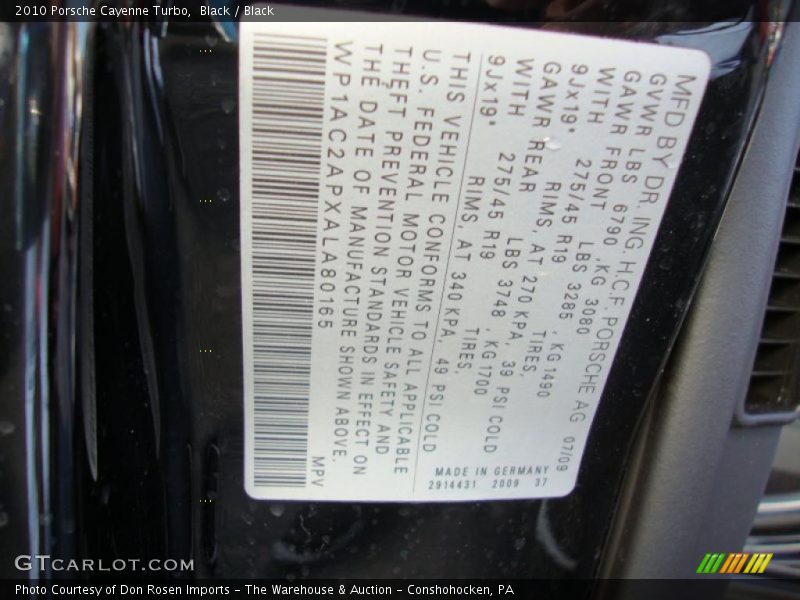 2010 Porsche Cayenne Turbo, Black / Black
MFD BY DR. ING. H.C.F. PORSCHE AG 07/09
GVWR LBS 6790 ,KG 3080
GAWR FRONT LBS 3285 , KG 1490
WITH 275/45 R19 TIRES,
9Jx19" RIMS, AT 270 KPA, 39 PSI COLD
GAWR REAR LBS 3748 , KG 1700
WITH 275/45 R19 TIRES,
9Jx19" RIMS, AT 340 KPA, 49 PSI COLD
THIS VEHICLE CONFORMS TO ALL APPLICABLE
U.S. FEDERAL MOTOR VEHICLE SAFETY AND
THEFT PREVENTION STANDARDS IN EFFECT ON
THE DATE OF MANUFACTURE SHOWN ABOVE.
WP1AC2APXALA80165 MPV
MADE IN GERMANY
2914431 2009 37
GTCARLOT.COM
Photo Courtesy of Don Rosen Imports - The Warehouse & Auction - Conshohocken, PA